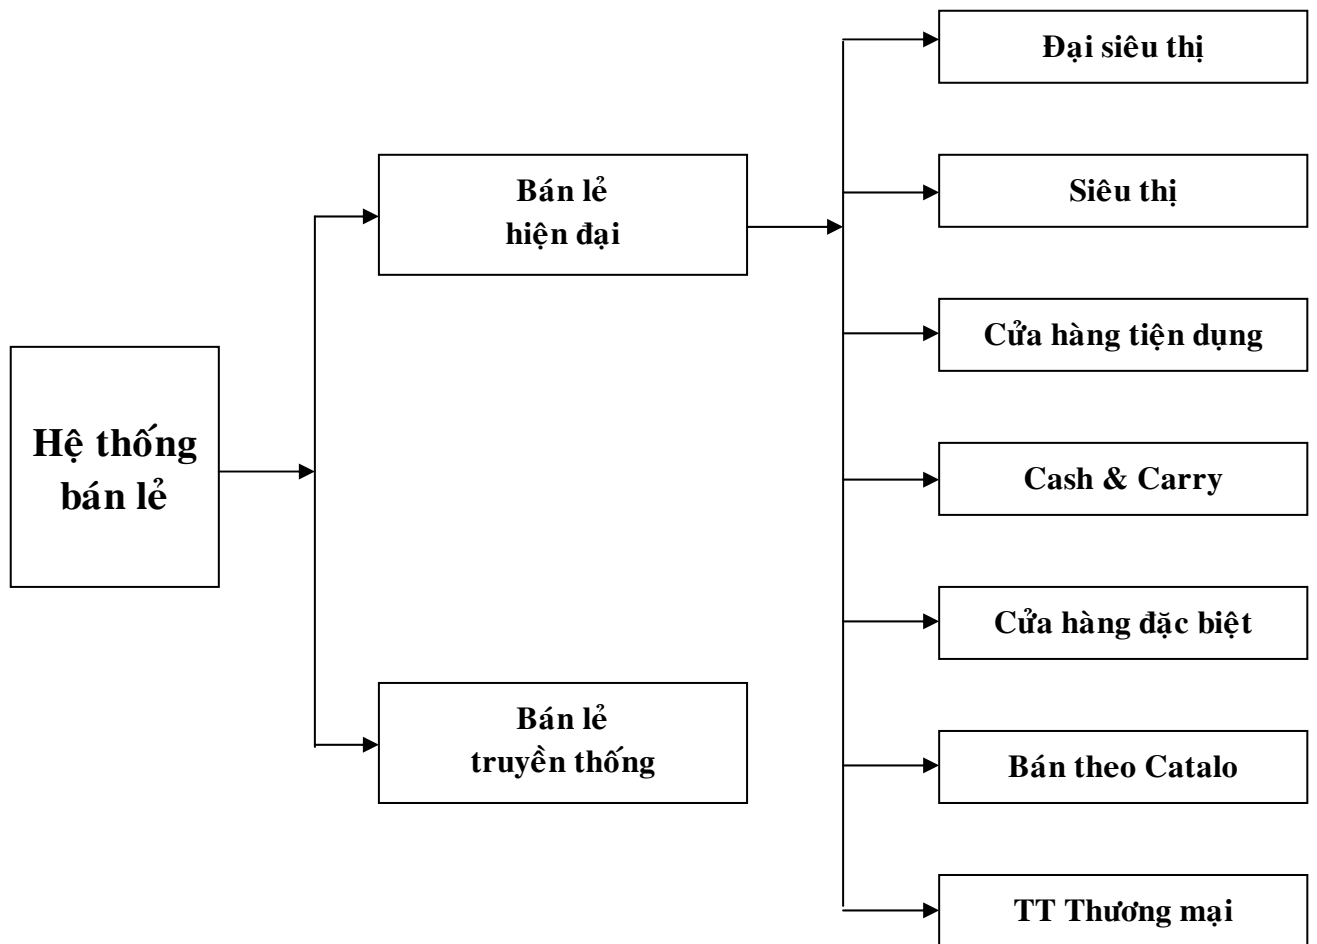 Đại siêu thị
Bán lẻ
hiện đại
Siêu thị
Cửa hàng tiện dụng
Hệ thống
bán lẻ
Cash & Carry
Cửa hàng đặc biệt
Bán lẻ
truyền thống
Bán theo Catalo
TT Thương mại